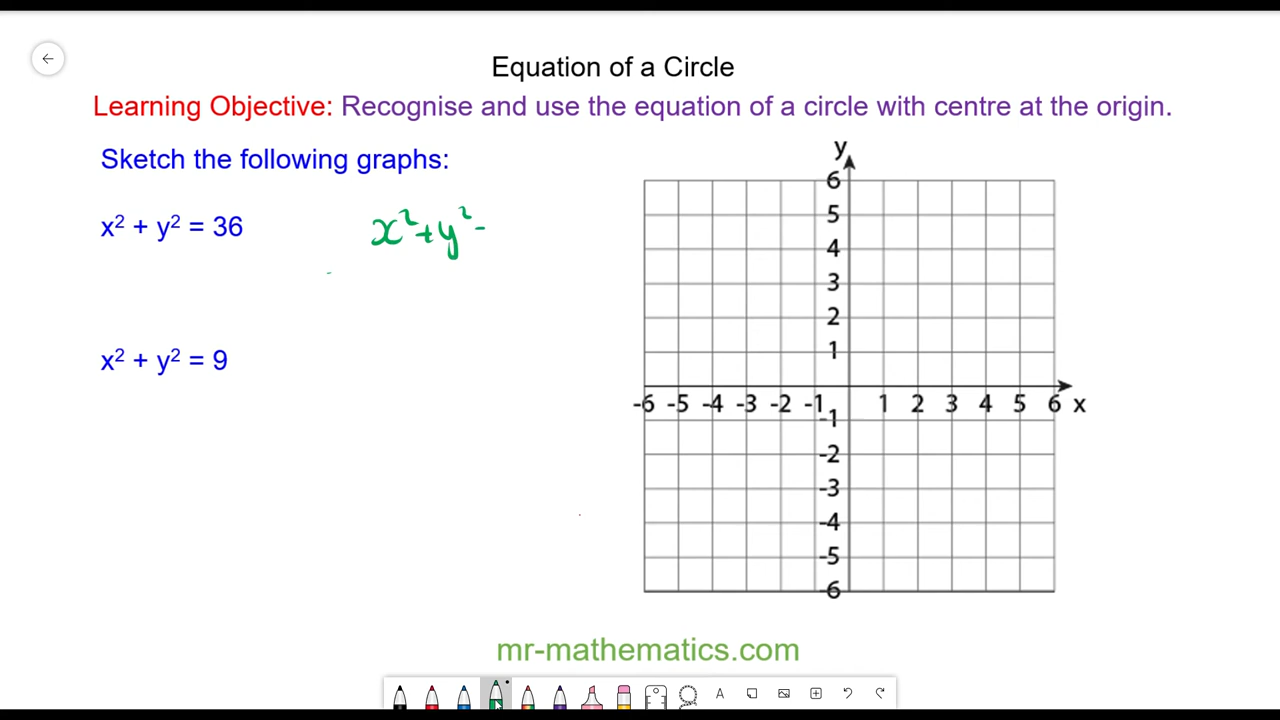 Equation of a Circle
Learning Objective: Recognise and use the equation of a circle with centre at the origin.
Sketch the following graphs:
x² + y² = 36
x² + y² -
x² + y² = 9
y
6
5
4
3
2
1
-6 -5 -4 -3 -2 -1 1 2 3 4 5 6 x
-1
-2
-3
-4
-5
-6
mr-mathematics.com
A